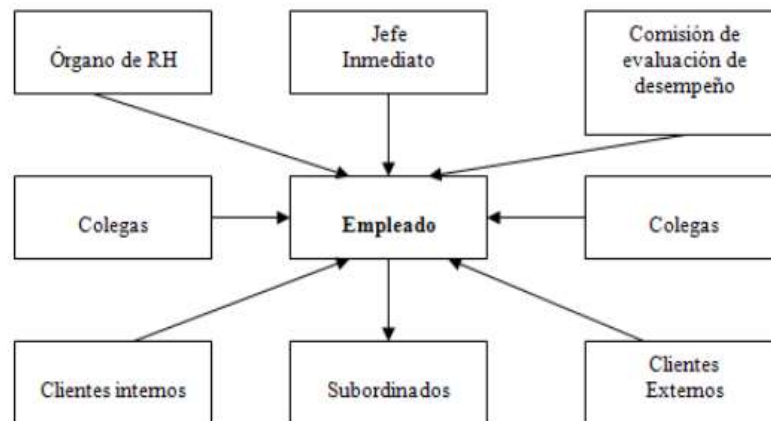 Órgano de RH
Jefe
Inmediato
Comisión de
evaluación de
desempeño
Colegas
Empleado
Colegas
Clientes internos
Subordinados
Clientes
Externos